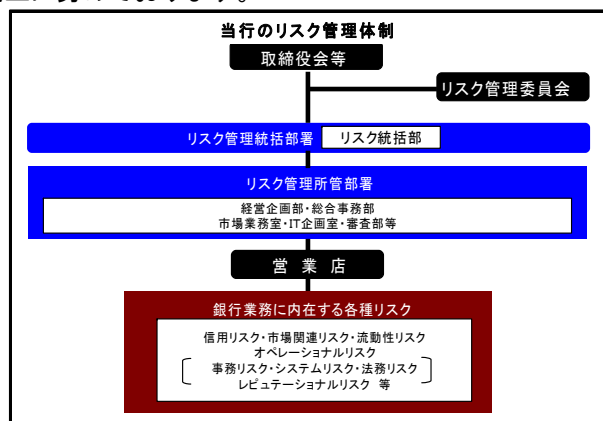 当行のリスク管理体制
取締役会等
リスク管理委員会
リスク管理統括部署 リスク統括部
リスク管理所管部署
経営企画部・総合事務部
市場業務室・IT企画室・審査部等
営 業 店
銀行業務に内在する各種リスク
信用リスク・市場関連リスク・流動性リスク
オペレーショナルリスク
事務リスク・システムリスク・法務リスク
レピュテーショナルリスク 等